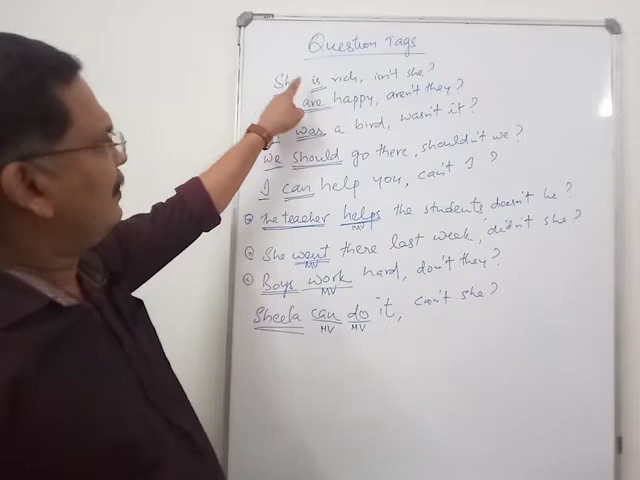 Question Tags
She is rich, isn't she?
are happy, aren't they?
was a bird, wasn't it?
we should go there, shouldn't we?
I can help you, can't I ?
The teacher helps the students doesn't he?
MV
She went there last week, didn't she?
MV
Boys work hard, don't they?
MV
Sheela can do it, can't she?
HV MV